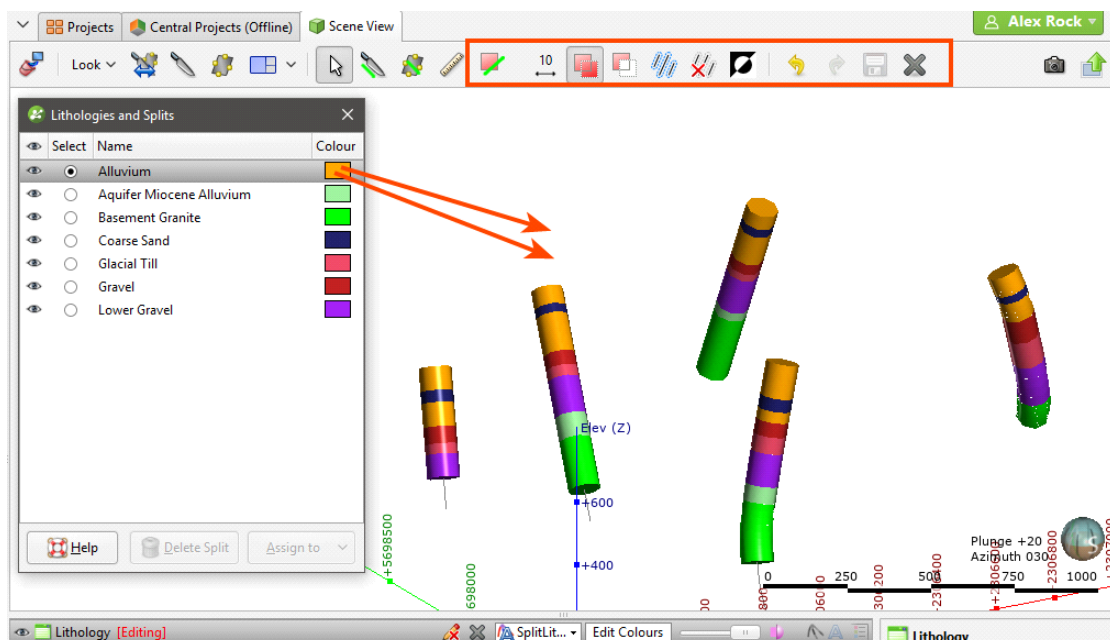 Projects Central Projects (Offline) Scene View Alex Rock
Look 10
Lithologies and Splits
Select Name Colour
Alluvium
Aquifer Miocene Alluvium
Basement Granite
Coarse Sand
Glacial Till
Gravel
Lower Gravel
Elev (Z)
+600
+400
Help Delete Split Assign to
+5698500
698000
Plunge +20
Azimuth 030
0 250 500 750 1000
Lithology [Editing] SplitLit... Edit Colours Lithology